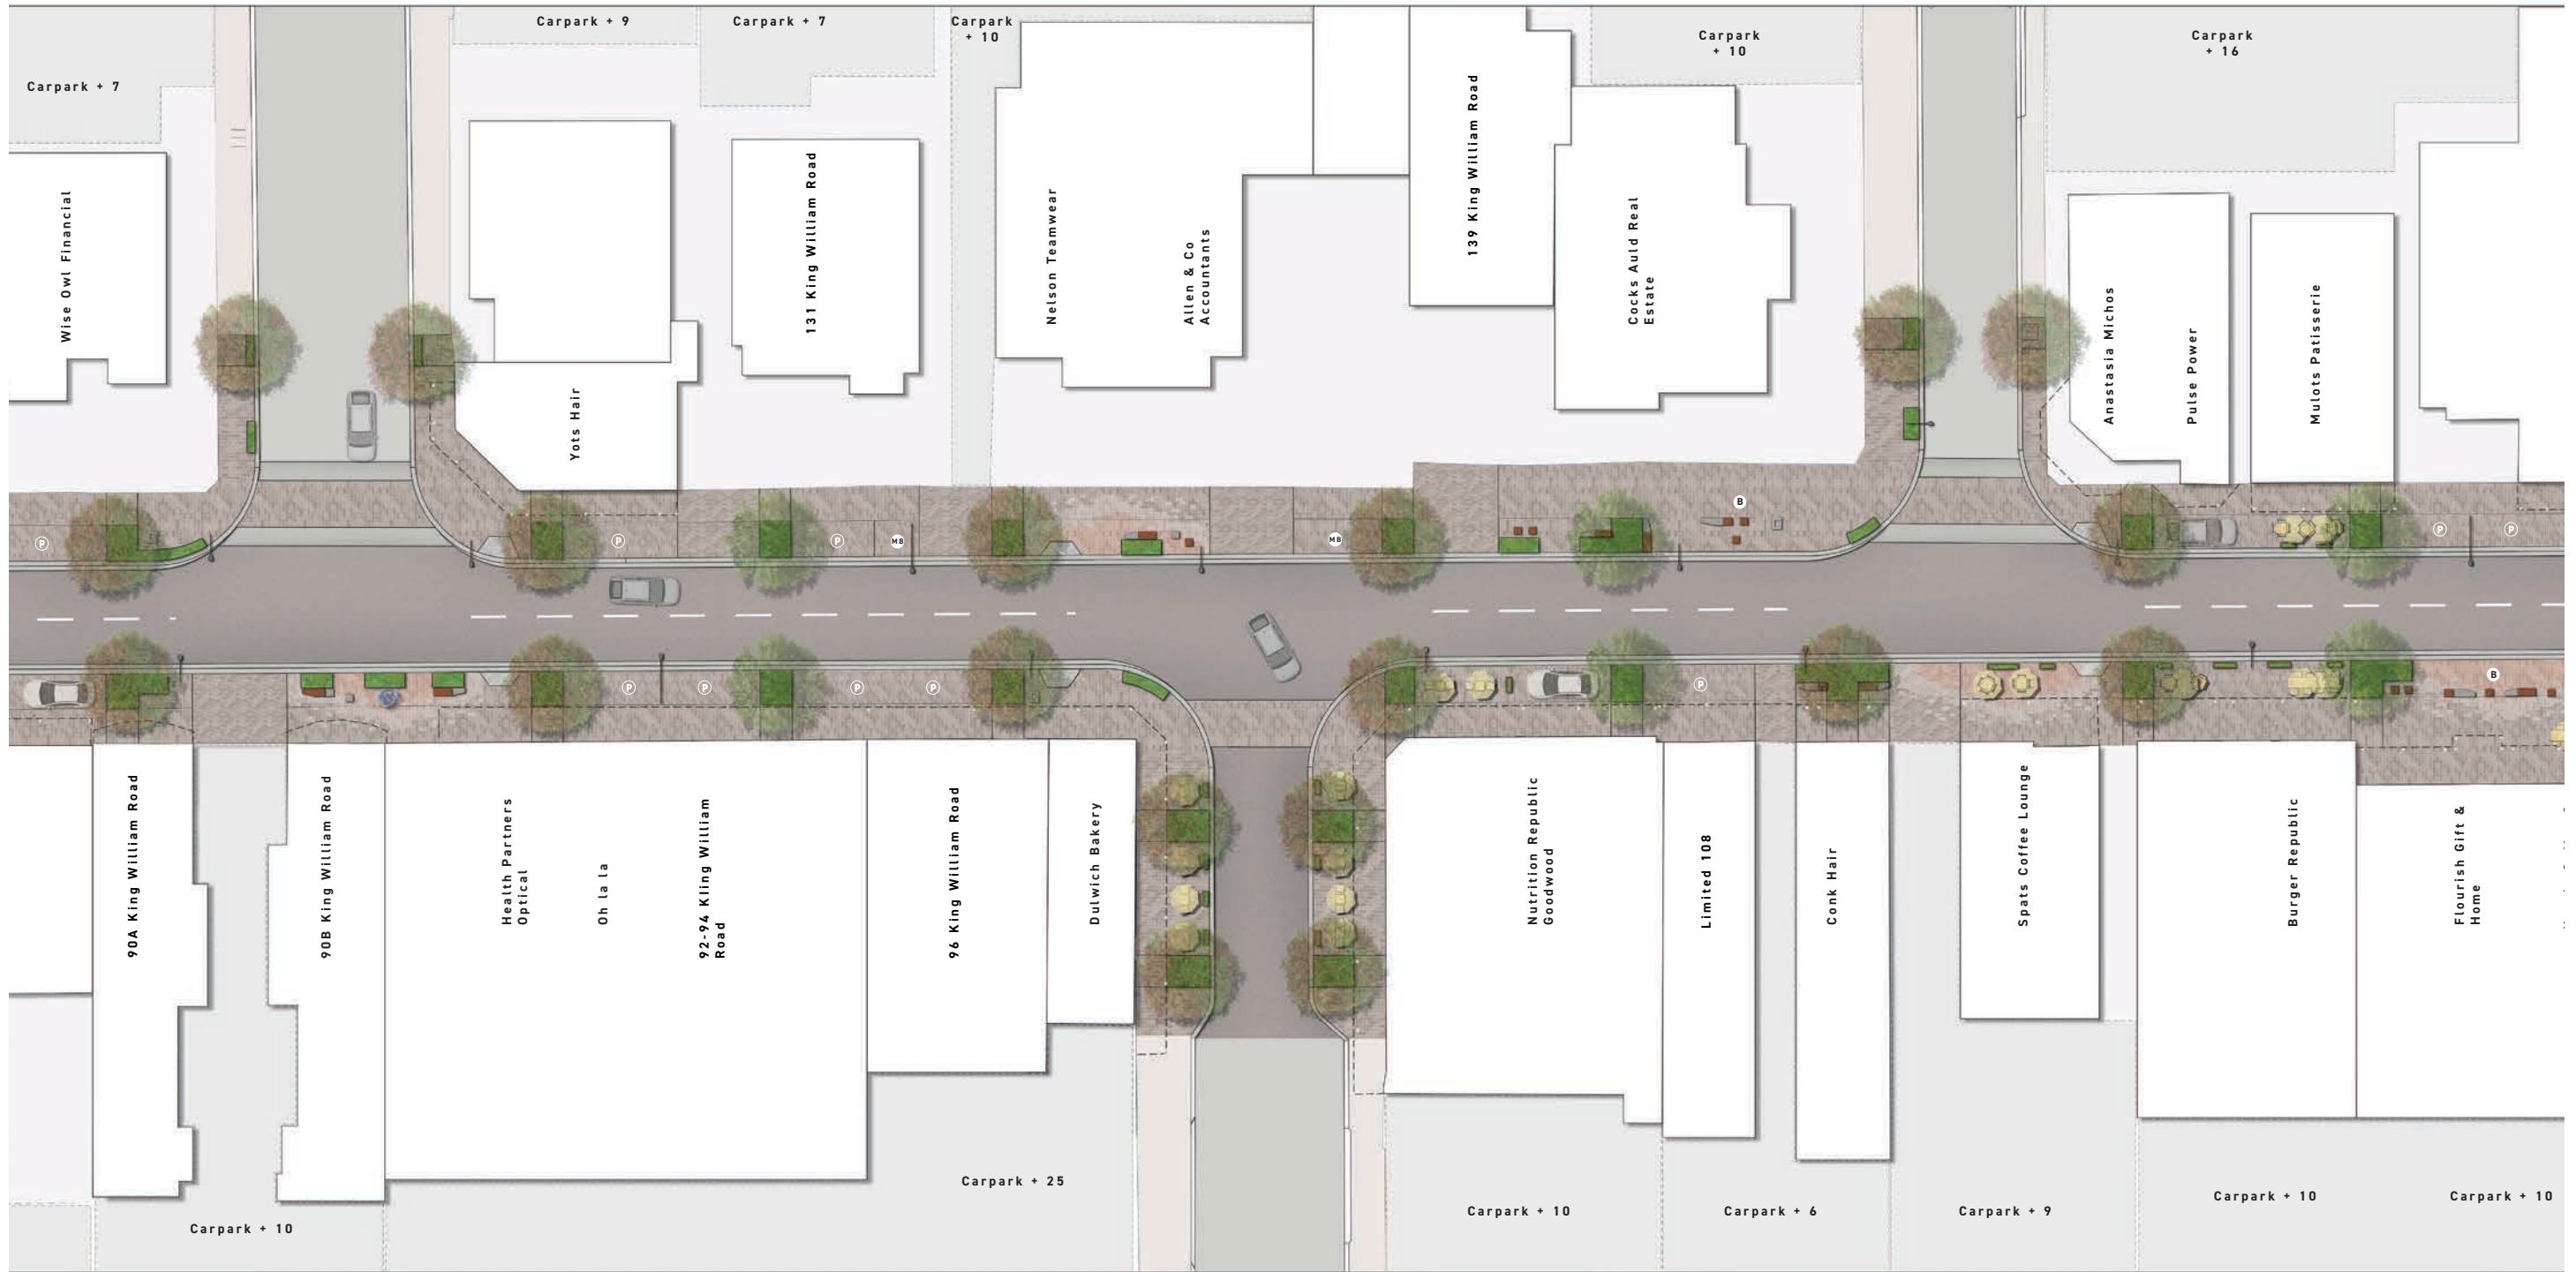 Carpark + 9
Carpark + 7
Carpark
+ 10
Carpark
+ 10
Carpark
+ 16
Carpark + 7
Wise Owl Financial
Yots Hair
131 King William Road
Nelson Teamwear
Allen & Co
Accountants
139 King William Road
Cocks Auld Real
Estate
Anastasia Michos
Pulse Power
Mulots Patisserie
B
P
P
P
MB
MB
P
P
P
P
P
P
P
B
90A King William Road
90B King William Road
Health Partners
Optical
Oh la la
92-94 KIing William
Road
96 King William Road
Dulwich Bakery
Nutrition Republic
Goodwood
Limited 108
Conk Hair
Spats Coffee Lounge
Burger Republic
Flourish Gift &
Home
Carpark + 25
Carpark + 10
Carpark + 10
Carpark + 6
Carpark + 9
Carpark + 10
Carpark + 10